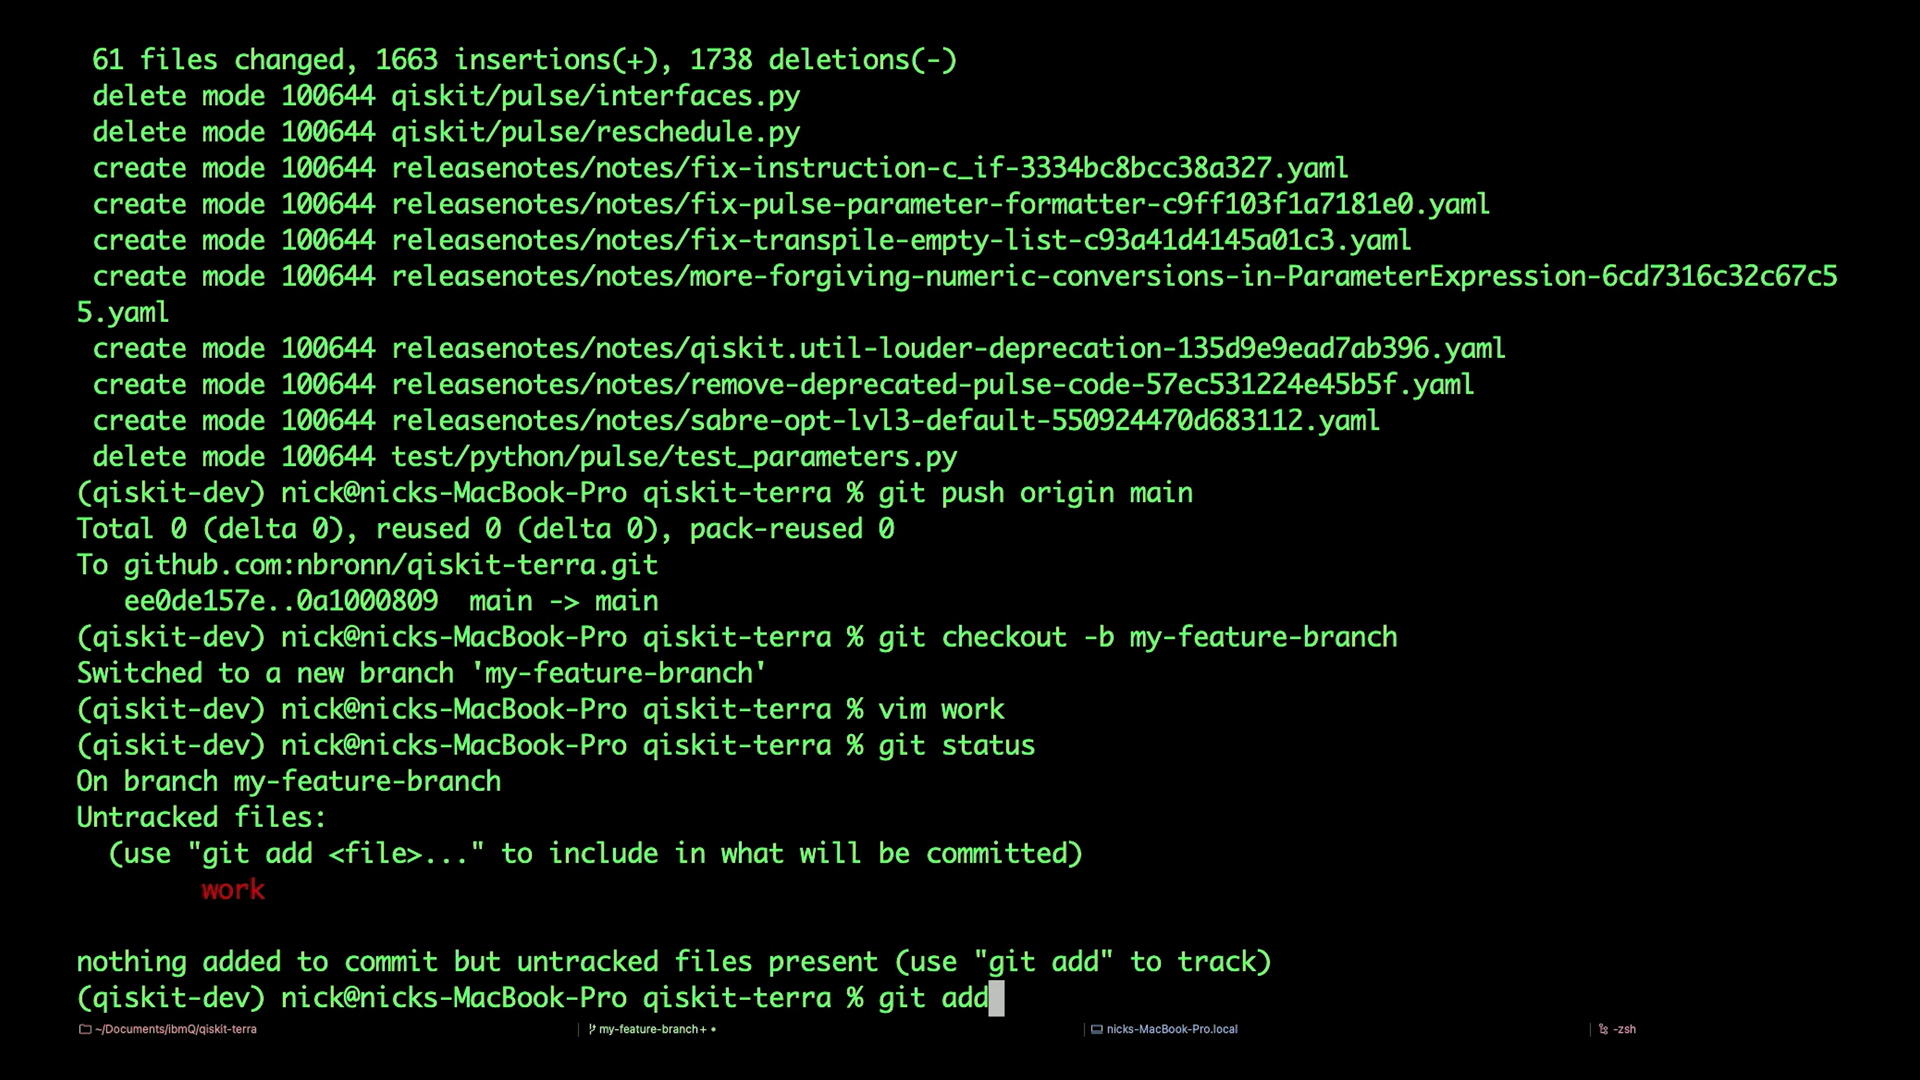 61 files changed, 1663 insertions(+), 1738 deletions(-)
delete mode 100644 qiskit/pulse/interfaces.py
delete mode 100644 qiskit/pulse/reschedule.py
create mode 100644 releasenotes/notes/fix-instruction-c_if-3334bc8bcc38a327.yaml
create mode 100644 releasenotes/notes/fix-pulse-parameter-formatter-c9ff103f1a7181e0.yaml
create mode 100644 releasenotes/notes/fix-transpile-empty-list-c93a41d4145a01c3.yaml
create mode 100644 releasenotes/notes/more-forgiving-numeric-conversions-in-ParameterExpression-6cd7316c32c67c5
5.yaml
create mode 100644 releasenotes/notes/qiskit.util-louder-deprecation-135d9e9ead7ab396.yaml
create mode 100644 releasenotes/notes/remove-deprecated-pulse-code-57ec531224e45b5f.yaml
create mode 100644 releasenotes/notes/sabre-opt-lvl3-default-550924470d683112.yaml
delete mode 100644 test/python/pulse/test_parameters.py
(qiskit-dev) nick@nicks-MacBook-Pro qiskit-terra % git push origin main
Total 0 (delta 0), reused 0 (delta 0), pack-reused 0
To github.com:nbronn/qiskit-terra.git
ee0de157e..0a1000809  main -> main
(qiskit-dev) nick@nicks-MacBook-Pro qiskit-terra % git checkout -b my-feature-branch
Switched to a new branch 'my-feature-branch'
(qiskit-dev) nick@nicks-MacBook-Pro qiskit-terra % vim work
(qiskit-dev) nick@nicks-MacBook-Pro qiskit-terra % git status
On branch my-feature-branch
Untracked files:
(use "git add <file>..." to include in what will be committed)
work
nothing added to commit but untracked files present (use "git add" to track)
(qiskit-dev) nick@nicks-MacBook-Pro qiskit-terra % git add
~/Documents/ibmQ/qiskit-terra
my-feature-branch+ •
nicks-MacBook-Pro.local
-zsh